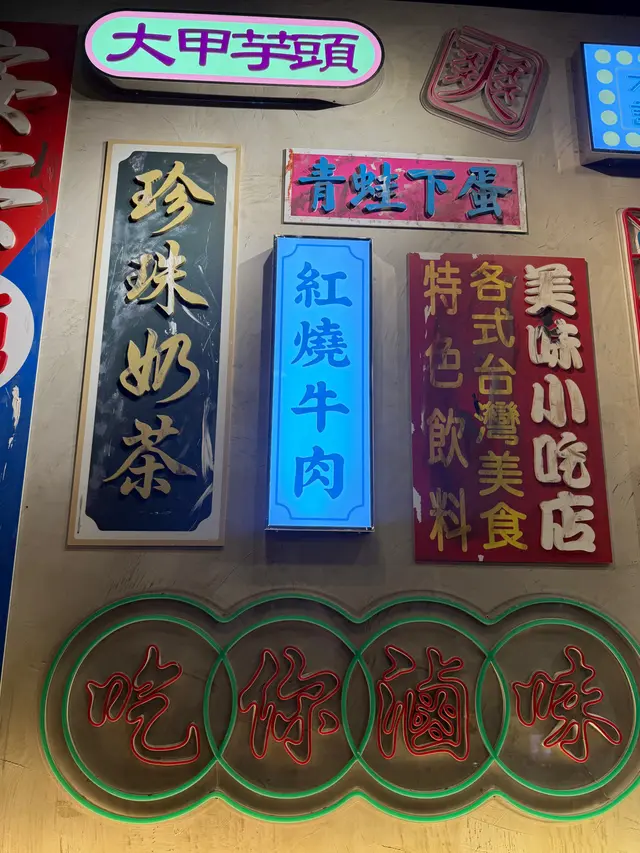 大甲芋頭
爽
青蛙下蛋
珍珠奶茶
紅燒牛肉
美味小吃店
各式台灣美食
特色飲料
吃你滷味